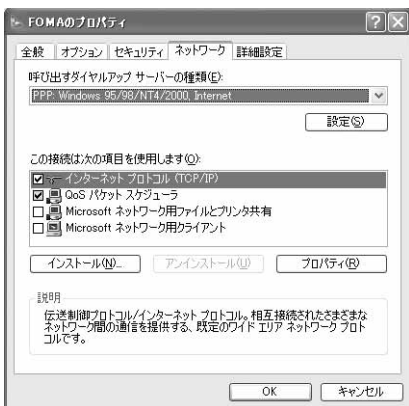 FOMAのプロパティ
全般 オプション セキュリティ ネットワーク 詳細設定
呼び出すダイヤルアップ サーバーの種類(E):
PPP: Windows 95/98/NT4/2000, Internet
設定(S)
この接続は次の項目を使用します(O):
インターネット プロトコル (TCP/IP)
QoS パケット スケジューラ
Microsoft ネットワーク用ファイルとプリンタ共有
Microsoft ネットワーク用クライアント
インストール(N)... アンインストール(U) プロパティ(R)
説明
伝送制御プロトコル/インターネット プロトコル。相互接続されたさまざまな
ネットワーク間の通信を提供する、既定のワイド エリア ネットワーク プロト
コルです。
OK キャンセル